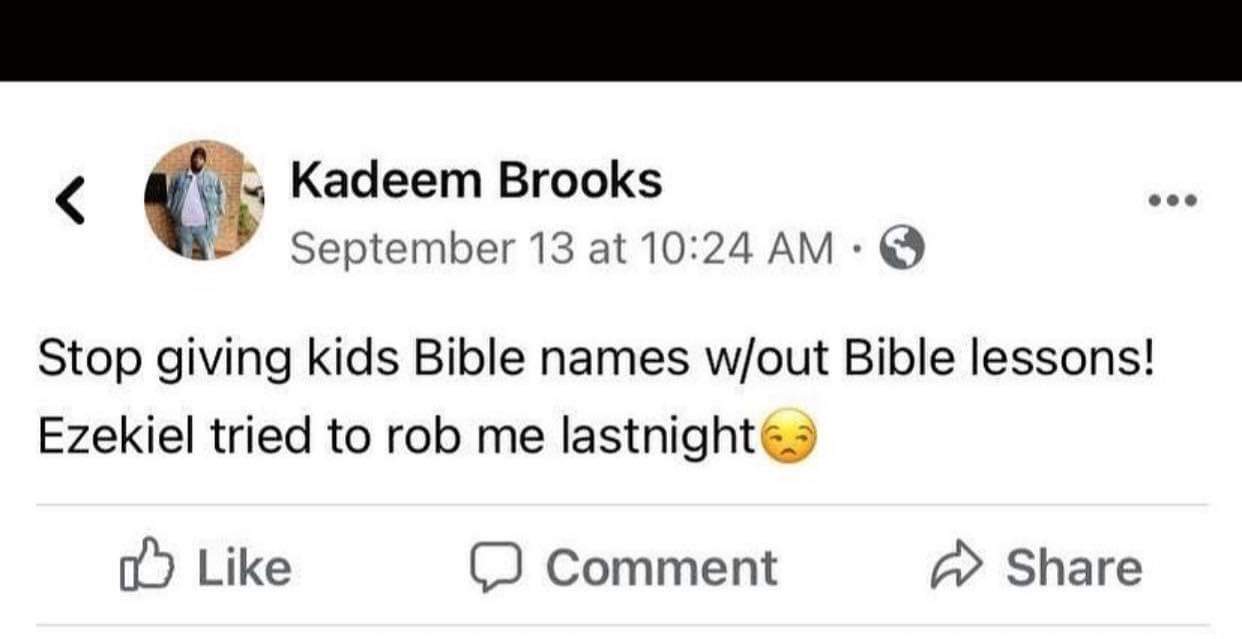 Kadeem Brooks
September 13 at 10:24 AM ·
Stop giving kids Bible names w/out Bible lessons!
Ezekiel tried to rob me lastnight😒
Like Comment Share